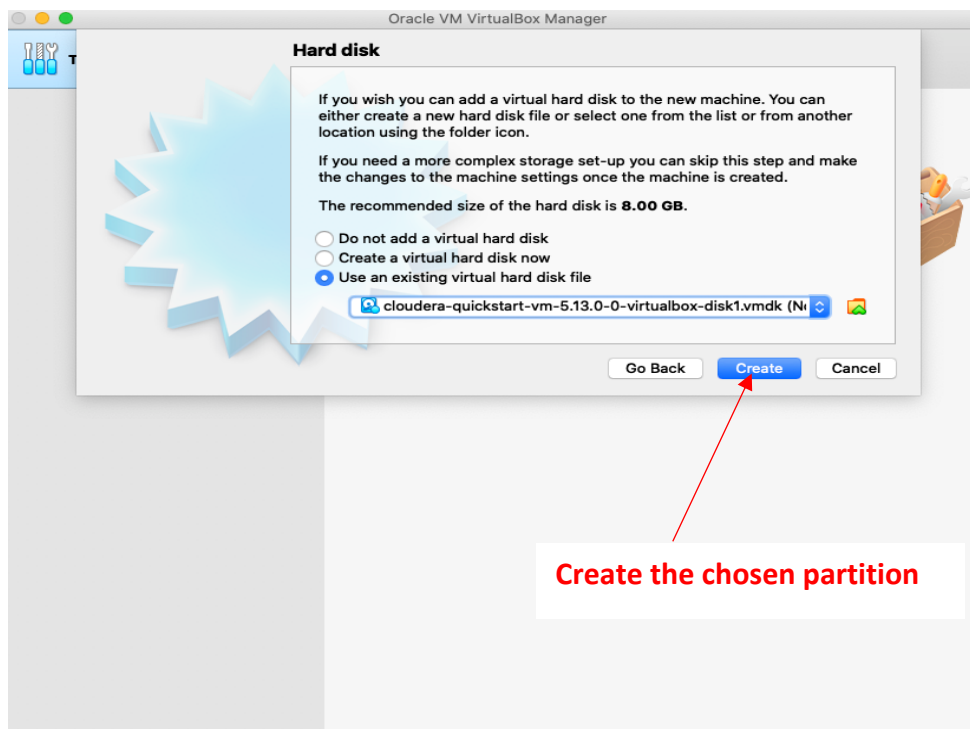 Oracle VM VirtualBox Manager
T
Hard disk
If you wish you can add a virtual hard disk to the new machine. You can
either create a new hard disk file or select one from the list or from another
location using the folder icon.
If you need a more complex storage set-up you can skip this step and make
the changes to the machine settings once the machine is created.
The recommended size of the hard disk is 8.00 GB.
Do not add a virtual hard disk
Create a virtual hard disk now
Use an existing virtual hard disk file
cloudera-quickstart-vm-5.13.0-0-virtualbox-disk1.vmdk
Go Back Create Cancel
Create the chosen partition